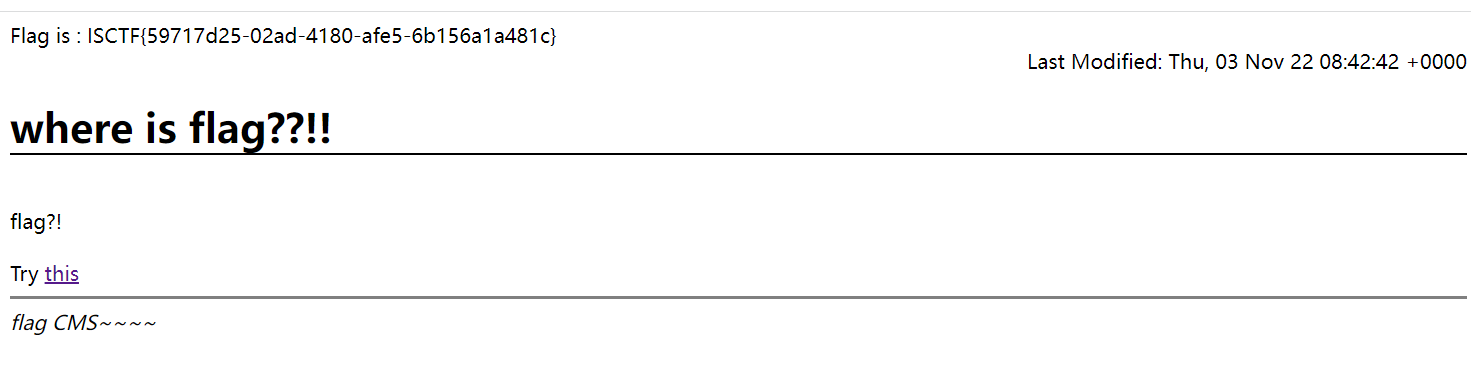 Flag is : ISCTF{59717d25-02ad-4180-afe5-6b156a1a481c}
Last Modified: Thu, 03 Nov 22 08:42:42 +0000
where is flag??!!
flag?!
Try this
flag CMS~~~~